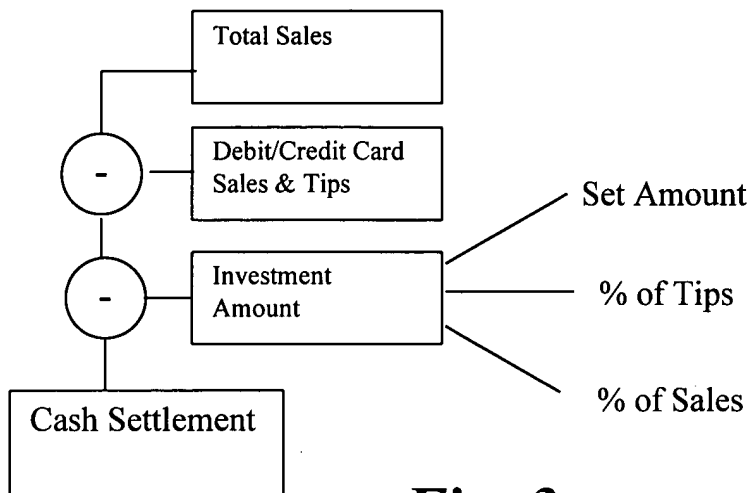 Total Sales
-
Debit/Credit Card
Sales & Tips
Set Amount
-
Investment
Amount
% of Tips
% of Sales
Cash Settlement